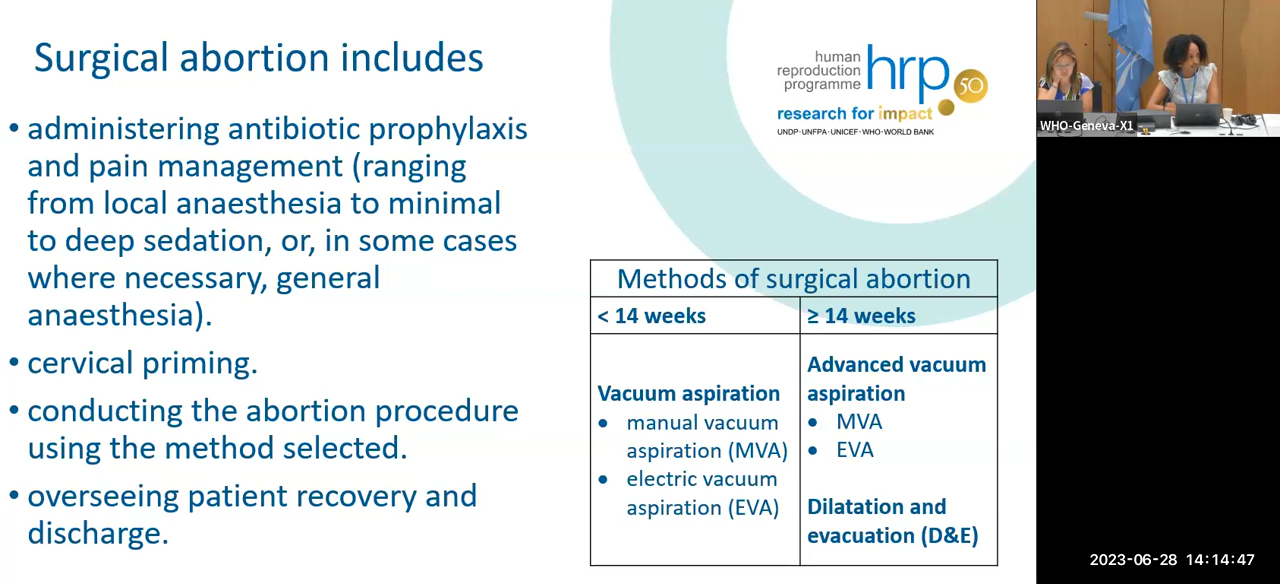 Surgical abortion includes
• administering antibiotic prophylaxis
and pain management (ranging
from local anaesthesia to minimal
to deep sedation, or, in some cases
where necessary, general
anaesthesia).
• cervical priming.
• conducting the abortion procedure
using the method selected.
• overseeing patient recovery and
discharge.
human
reproduction
programme
hrp
50
research for impact
UNDP·UNFPA·UNICEF·WHO·WORLD BANK
Methods of surgical abortion
< 14 weeks
≥ 14 weeks
Vacuum aspiration
• manual vacuum
aspiration (MVA)
• electric vacuum
aspiration (EVA)
Advanced vacuum
aspiration
• MVA
• EVA
Dilatation and
evacuation (D&E)
WHO-Geneva-X1
2023-06-28 14:14:47